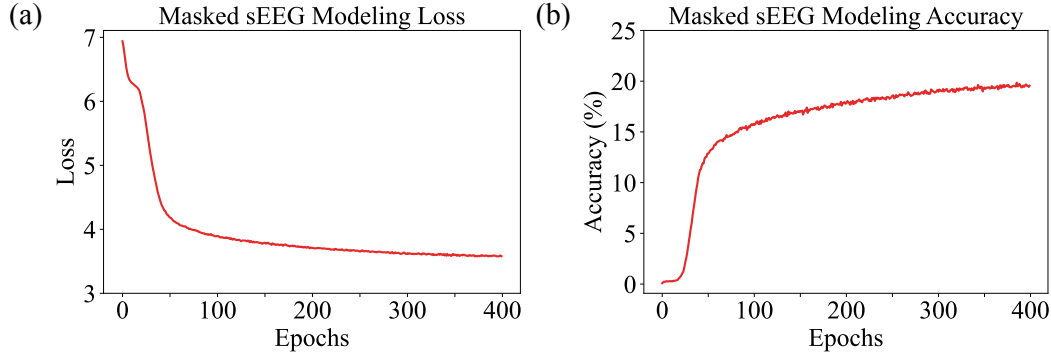 (a)
Masked sEEG Modeling Loss
7
6
5
4
3
Loss
0 100 200 300 400
Epochs
(b)
Masked sEEG Modeling Accuracy
25
20
15
10
5
0
Accuracy (%)
0 100 200 300 400
Epochs